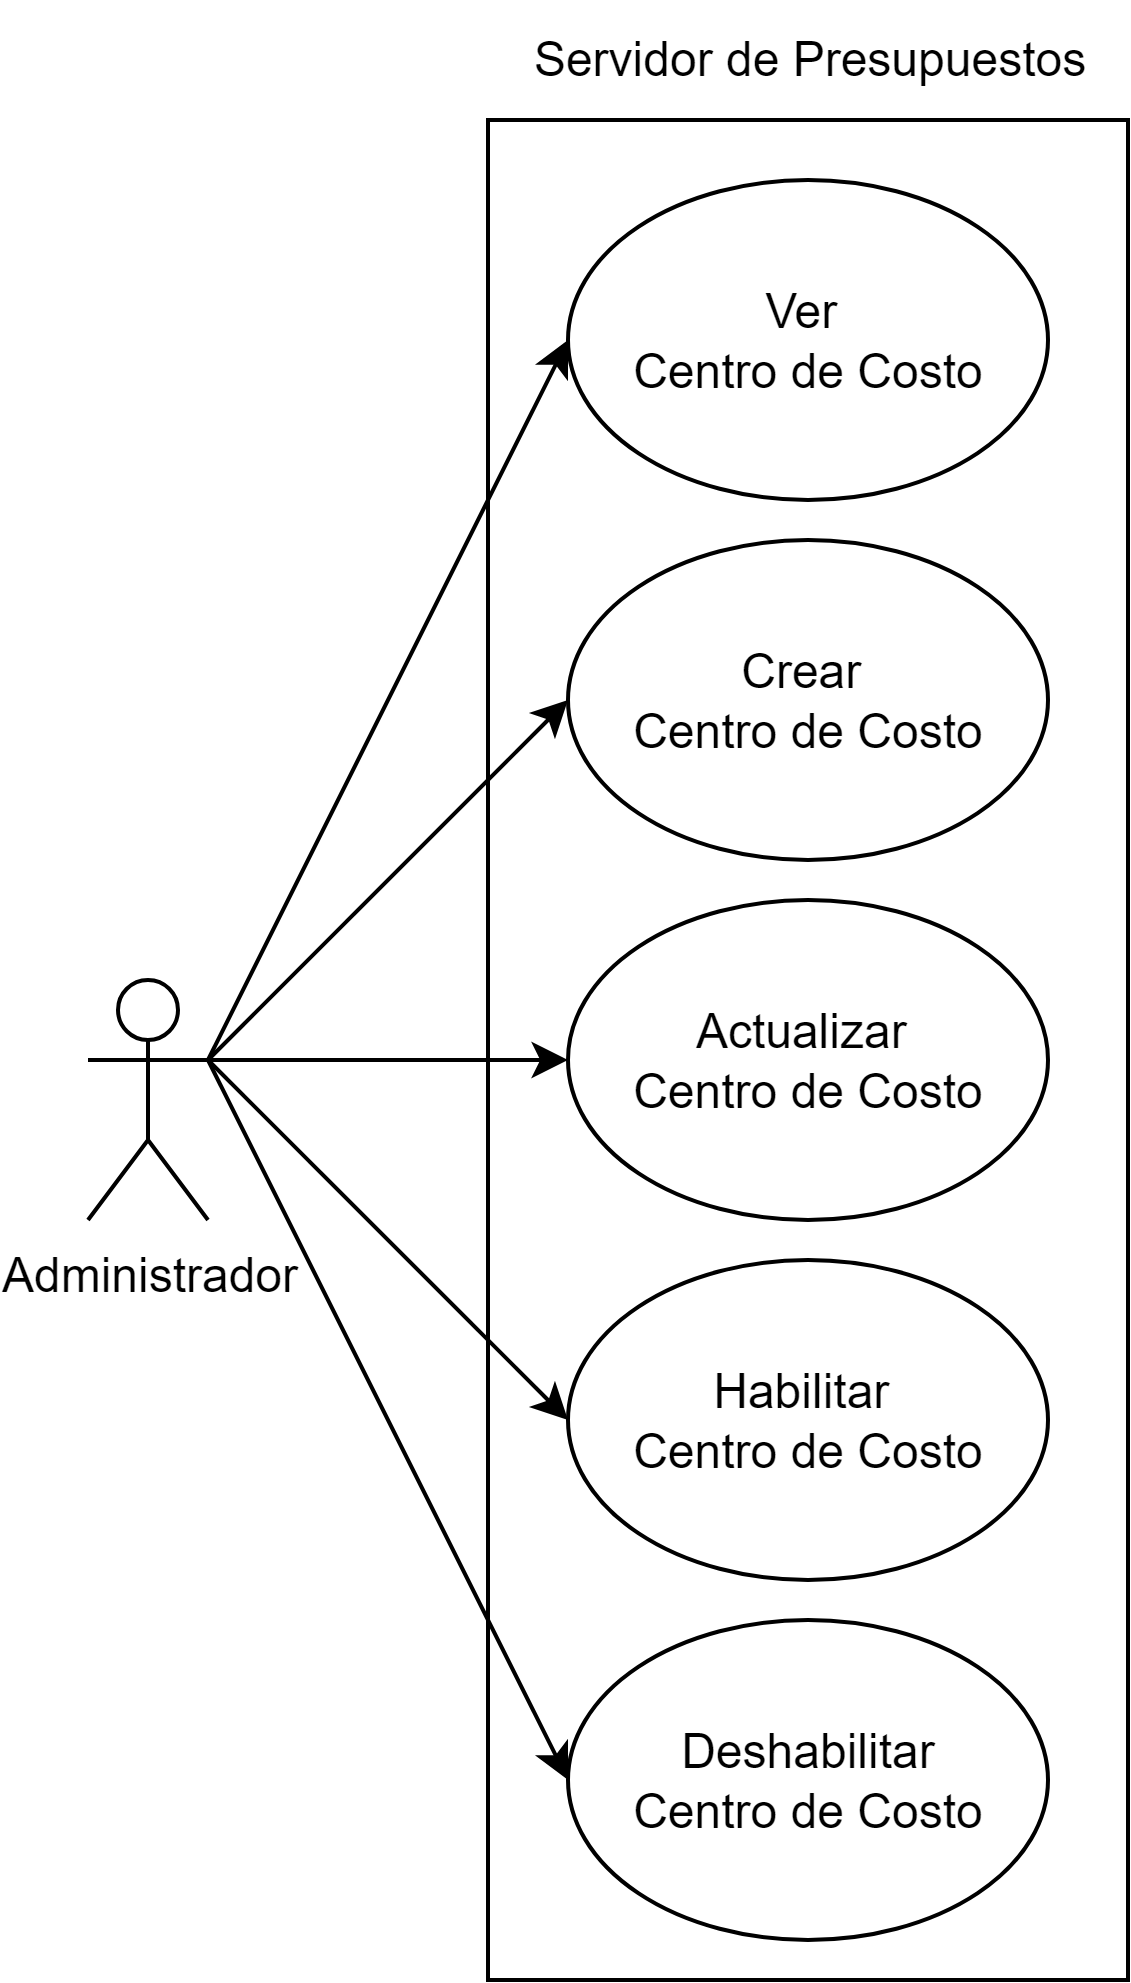 Servidor de Presupuestos
Ver
Centro de Costo
Crear
Centro de Costo
Actualizar
Centro de Costo
Administrador
Habilitar
Centro de Costo
Deshabilitar
Centro de Costo